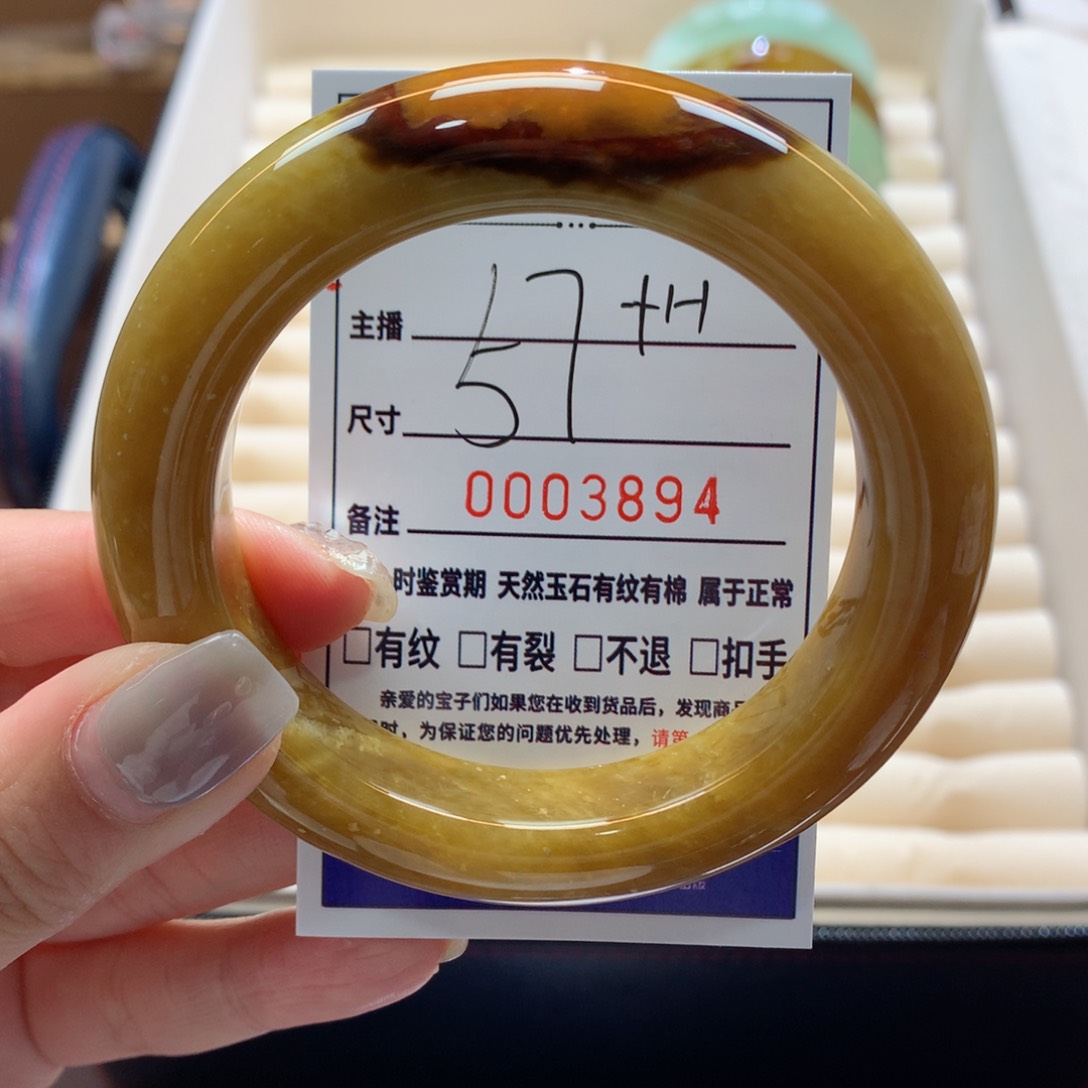 57 +H
主播
尺寸
备注 0003894
时鉴赏期 天然玉石有纹有棉 属于正常
□有纹 □有裂 □不退 □扣手
亲爱的宝子们如果您在收到货品后，发现商
时，为保证您的问题优先处理，请第